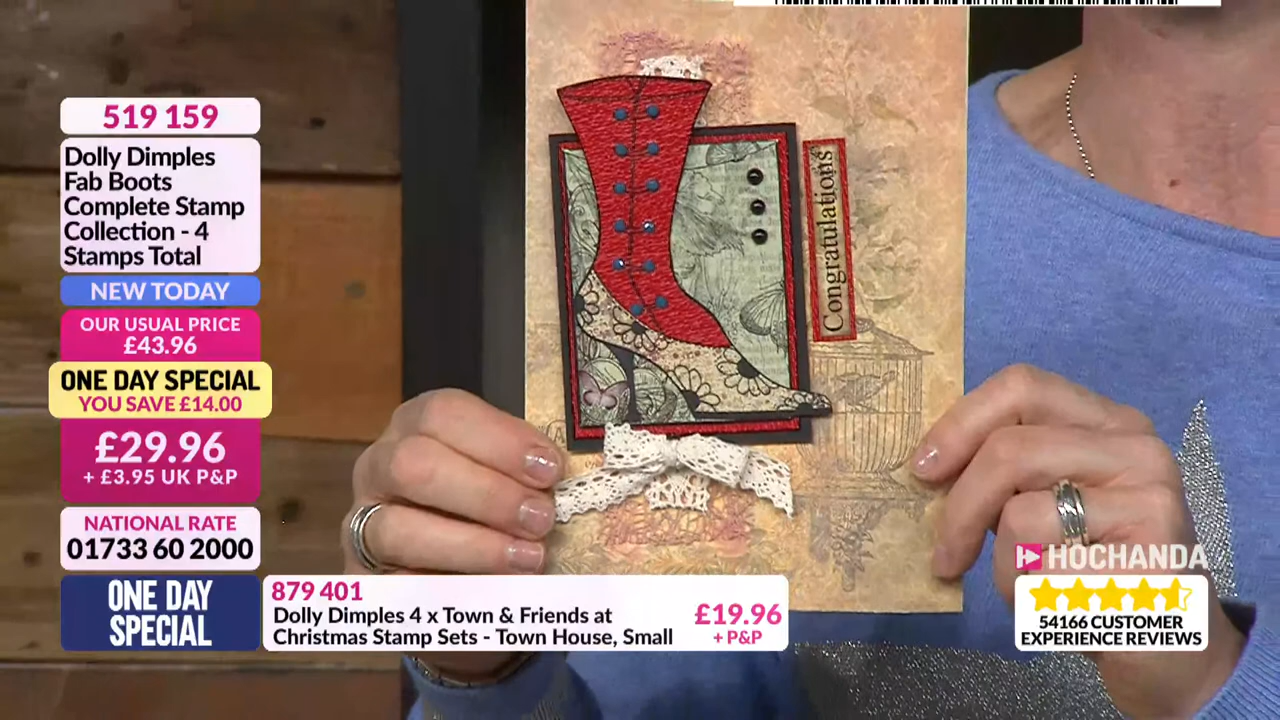 519 159
Dolly Dimples
Fab Boots
Complete Stamp
Collection - 4
Stamps Total
NEW TODAY
OUR USUAL PRICE
£43.96
ONE DAY SPECIAL
YOU SAVE £14.00
£29.96
+ £3.95 UK P&P
NATIONAL RATE
01733 60 2000
ONE DAY
SPECIAL
879 401
Dolly Dimples 4 x Town & Friends at
Christmas Stamp Sets - Town House, Small
£19.96
+ P&P
Congratulations
HOCHANDA
54166 CUSTOMER
EXPERIENCE REVIEWS